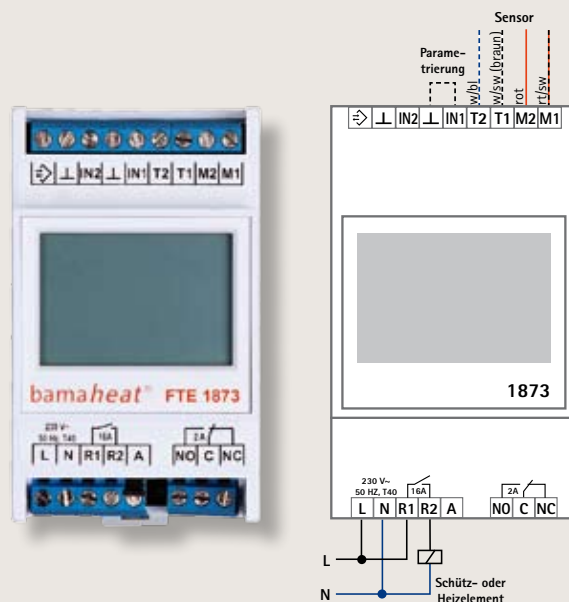 ⊥ IN2 ⊥ IN1 T2 T1 M2 M1
bamaheat® FTE 1873
230 V~
50 Hz, T40
16A
2A
L N R1 R2 A
NO C NC
Sensor
Parame-
trierung
w/bl
w/sw (braun)
rot
rt/sw
⊥ IN2 ⊥ IN1 T2 T1 M2 M1
1873
230 V~
50 HZ, T40
16A
2A
L N R1 R2 A
NO C NC
L
N
Schütz- oder
Heizelement